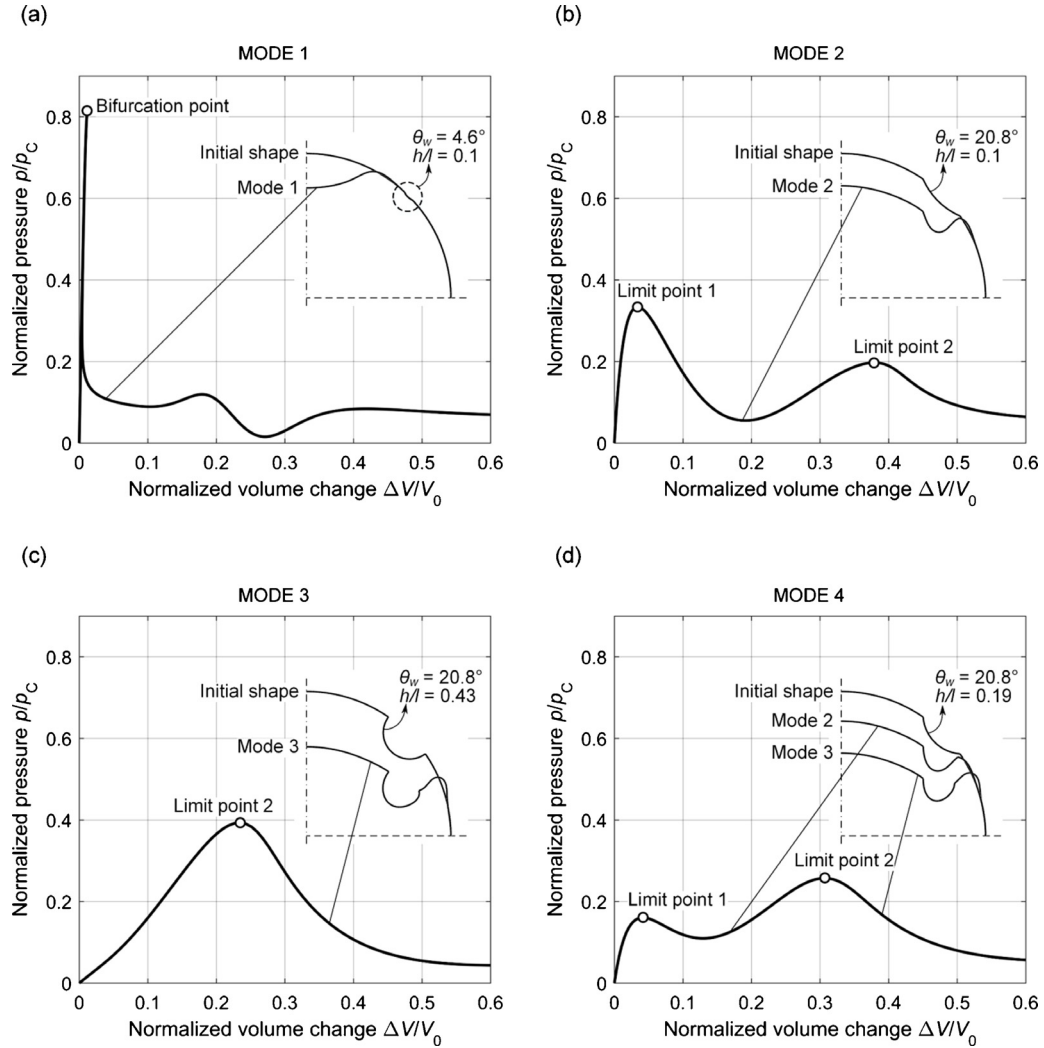 (a)
MODE 1
Normalized pressure p/pC
0.8
0.6
0.4
0.2
0
Bifurcation point
θw = 4.6°
h/l = 0.1
Initial shape
Mode 1
0 0.1 0.2 0.3 0.4 0.5 0.6
Normalized volume change ΔV/V0
(b)
MODE 2
Normalized pressure p/pC
0.8
0.6
0.4
0.2
0
θw = 20.8°
h/l = 0.1
Initial shape
Mode 2
Limit point 1
Limit point 2
0 0.1 0.2 0.3 0.4 0.5 0.6
Normalized volume change ΔV/V0
(c)
MODE 3
Normalized pressure p/pC
0.8
0.6
0.4
0.2
0
θw = 20.8°
h/l = 0.43
Initial shape
Mode 3
Limit point 2
0 0.1 0.2 0.3 0.4 0.5 0.6
Normalized volume change ΔV/V0
(d)
MODE 4
Normalized pressure p/pC
0.8
0.6
0.4
0.2
0
θw = 20.8°
h/l = 0.19
Initial shape
Mode 2
Mode 3
Limit point 2
Limit point 1
0 0.1 0.2 0.3 0.4 0.5 0.6
Normalized volume change ΔV/V0